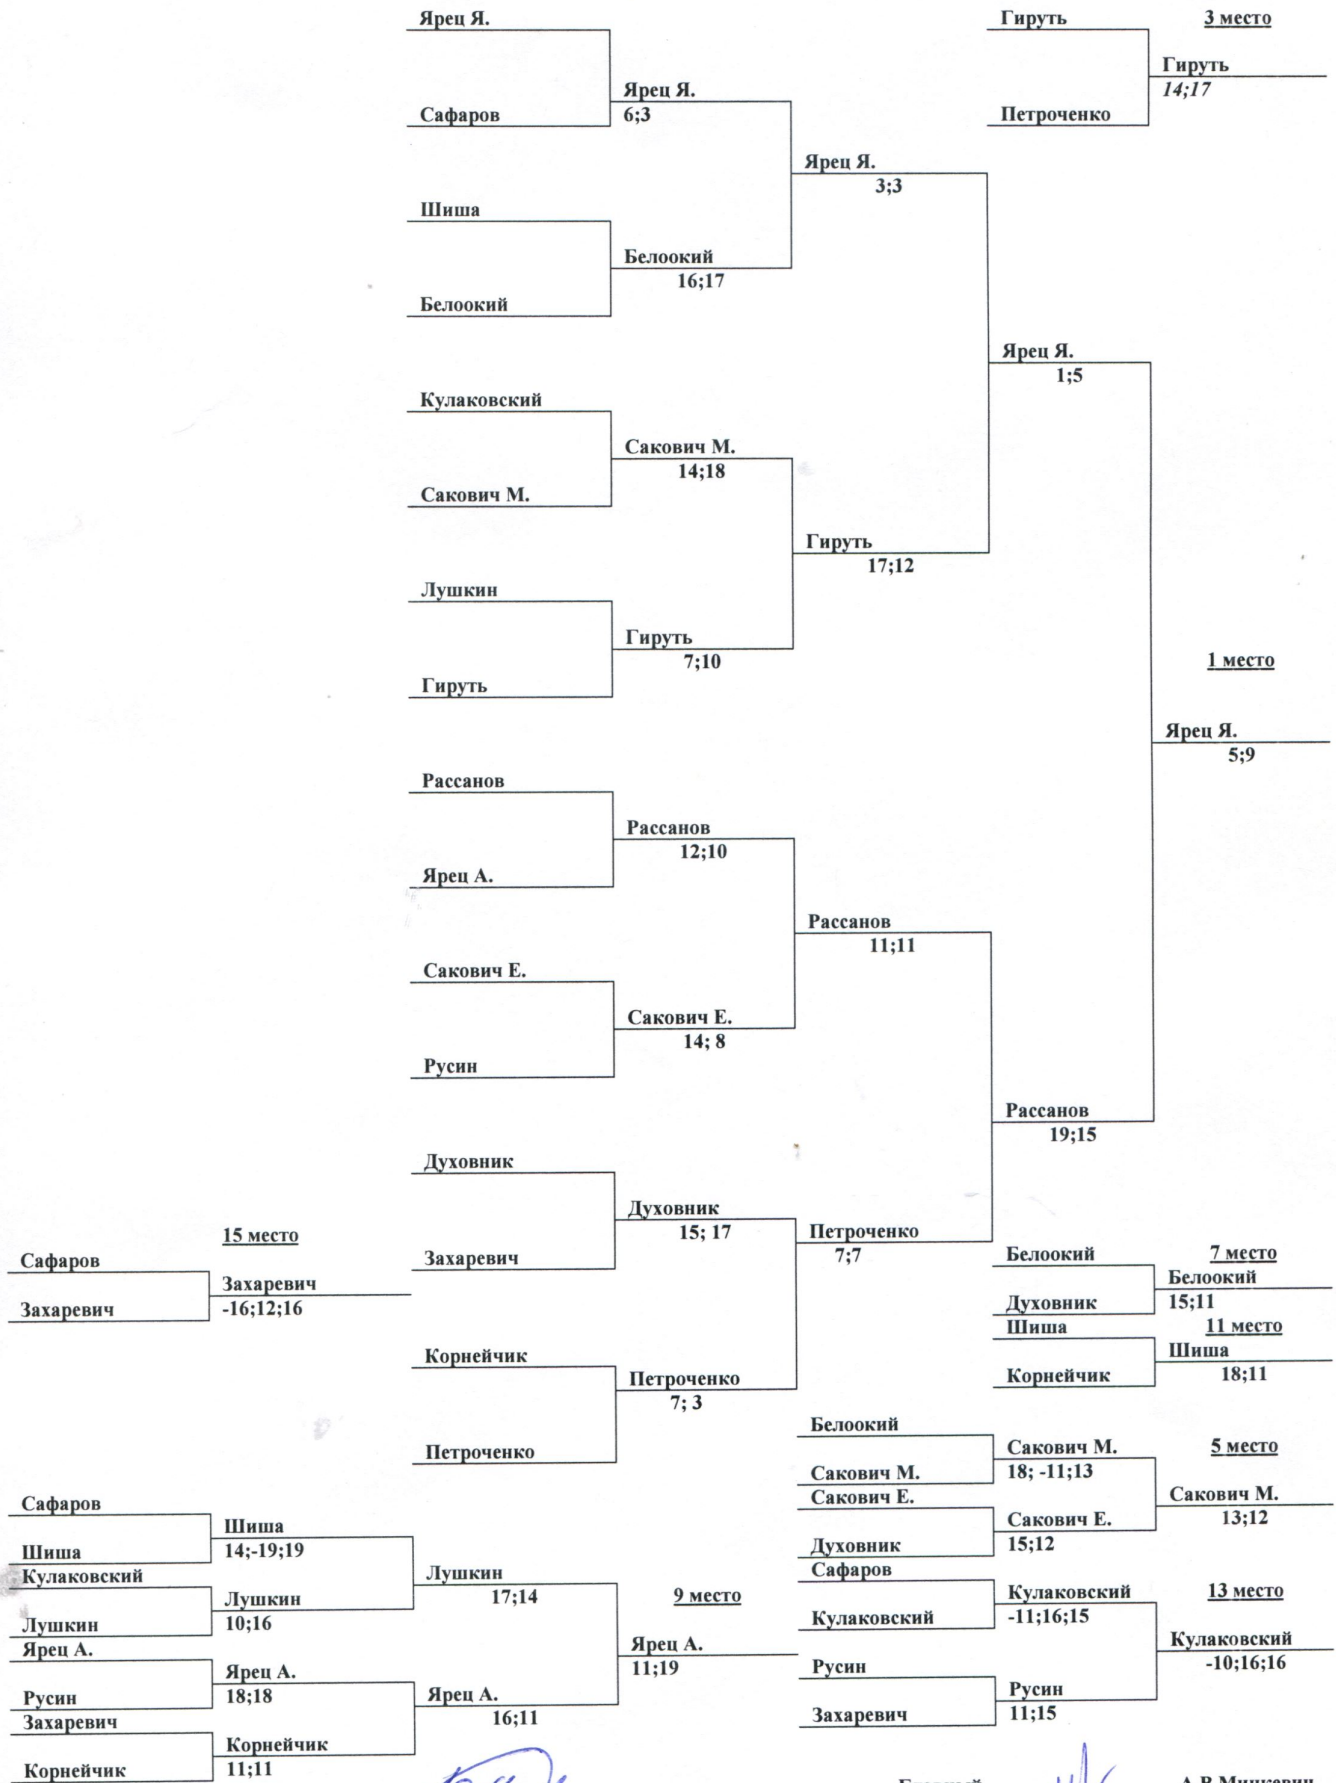 Ярец Я.
Гируть
3 место
Гируть
14;17
Ярец Я.
6;3
Сафаров
Петроченко
Ярец Я.
3;3
Шиша
Белоокий
16;17
Белоокий
Ярец Я.
1;5
Кулаковский
Сакович М.
14;18
Сакович М.
Гируть
17;12
Лушкин
Гируть
7;10
Гируть
1 место
Ярец Я.
5;9
Рассанов
Рассанов
12;10
Ярец А.
Рассанов
11;11
Сакович Е.
Сакович Е.
14; 8
Русин
Рассанов
19;15
Духовник
Духовник
15; 17
Захаревич
Петроченко
7;7
15 место
Сафаров
Захаревич
-16;12;16
Захаревич
Белоокий
7 место
Белоокий
15;11
Духовник
Шиша
11 место
Шиша
18;11
Корнейчик
Корнейчик
Петроченко
7; 3
Петроченко
Белоокий
Сакович М.
18; -11;13
Сакович М.
5 место
Сакович Е.
Сакович М.
13;12
Сакович Е.
15;12
Духовник
Сафаров
Шиша
14;-19;19
Шиша
Кулаковский
Лушкин
17;14
Лушкин
10;16
Лушкин
9 место
Ярец А.
11;19
Ярец А.
Ярец А.
18;18
Русин
Ярец А.
16;11
Захаревич
Корнейчик
11;11
Корнейчик
Сафаров
Кулаковский
-11;16;15
Кулаковский
13 место
Кулаковский
-10;16;16
Русин
Русин
11;15
Захаревич